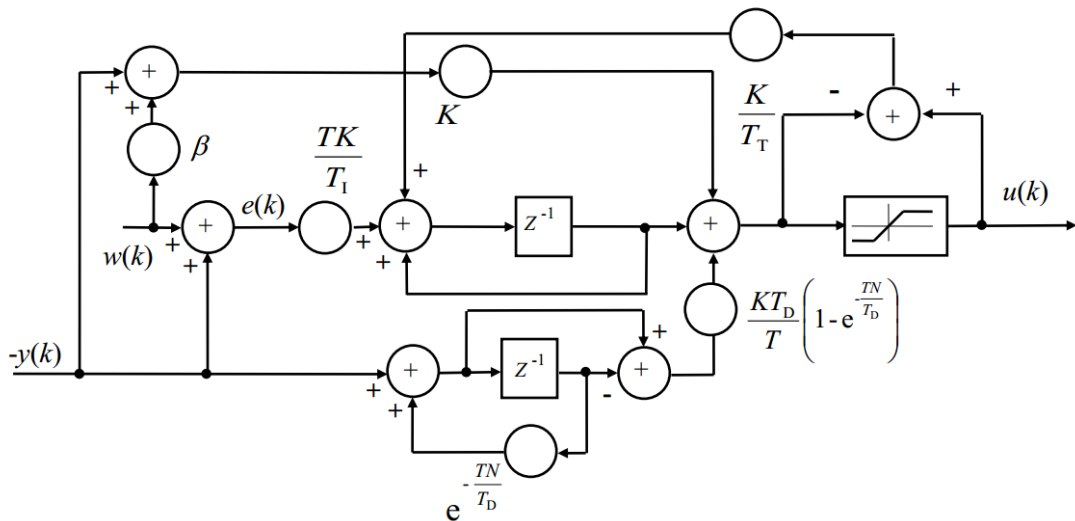 + + K - +
+ K/T_T +
β TK/T_I +
w(k) + + e(k) + + + Z^{-1} + u(k)
-y(k) + + + Z^{-1} + - + KT_D/T (1 - e^{-TN/T_D})
e^{-TN/T_D}